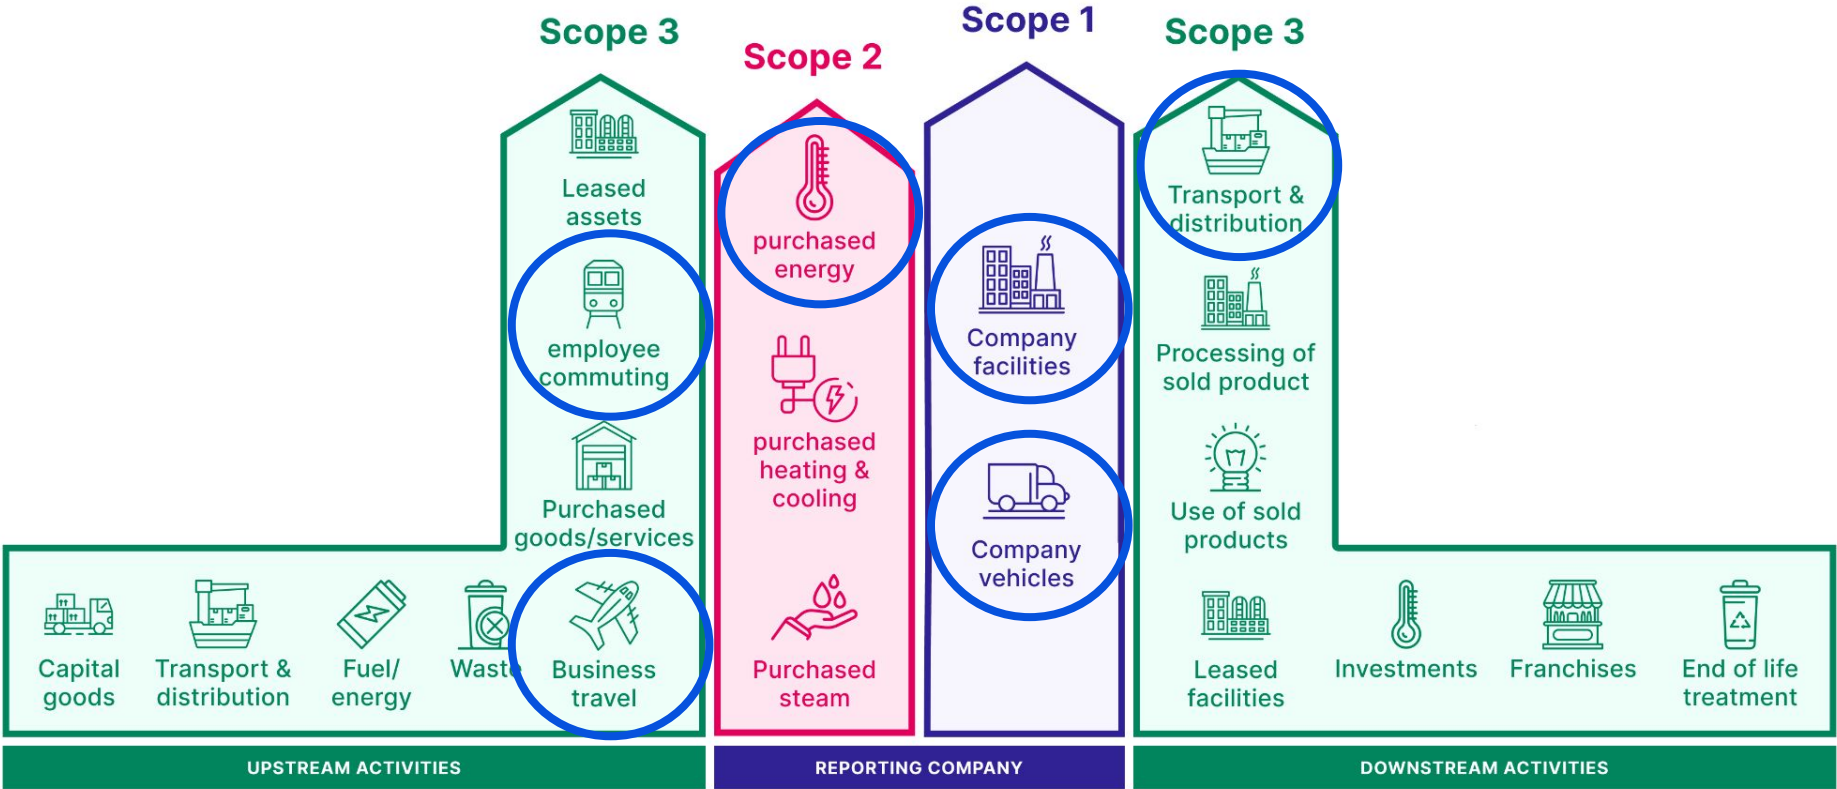 Scope 3
Leased
assets
employee
commuting
Purchased
goods/services
Capital
goods
Transport &
distribution
Fuel/
energy
Waste
Business
travel
UPSTREAM ACTIVITIES
Scope 2
purchased
energy
purchased
heating &
cooling
Purchased
steam
Scope 1
Company
facilities
Company
vehicles
REPORTING COMPANY
Scope 3
Transport &
distribution
Processing of
sold product
Use of sold
products
Leased
facilities
Investments
Franchises
End of life
treatment
DOWNSTREAM ACTIVITIES